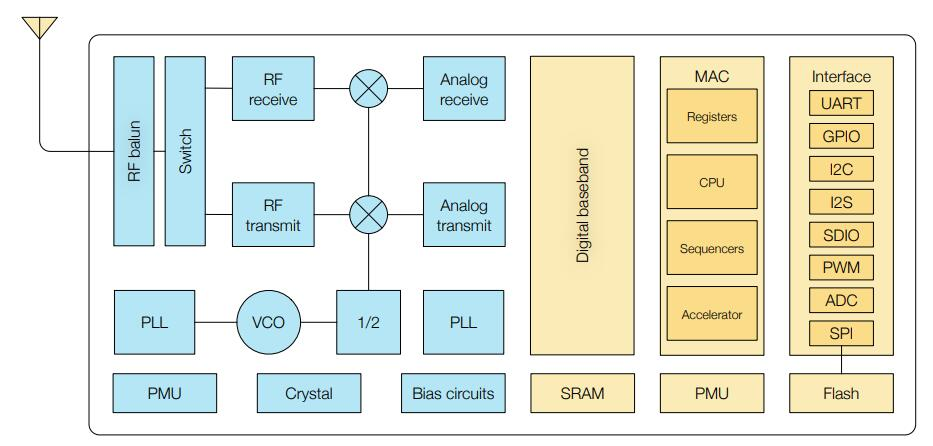 RF balun
Switch
RF
receive
Analog
receive
RF
transmit
Analog
transmit
PLL
VCO
1/2
PLL
PMU
Crystal
Bias circuits
Digital baseband
SRAM
MAC
Registers
CPU
Sequencers
Accelerator
PMU
Interface
UART
GPIO
I2C
I2S
SDIO
PWM
ADC
SPI
Flash